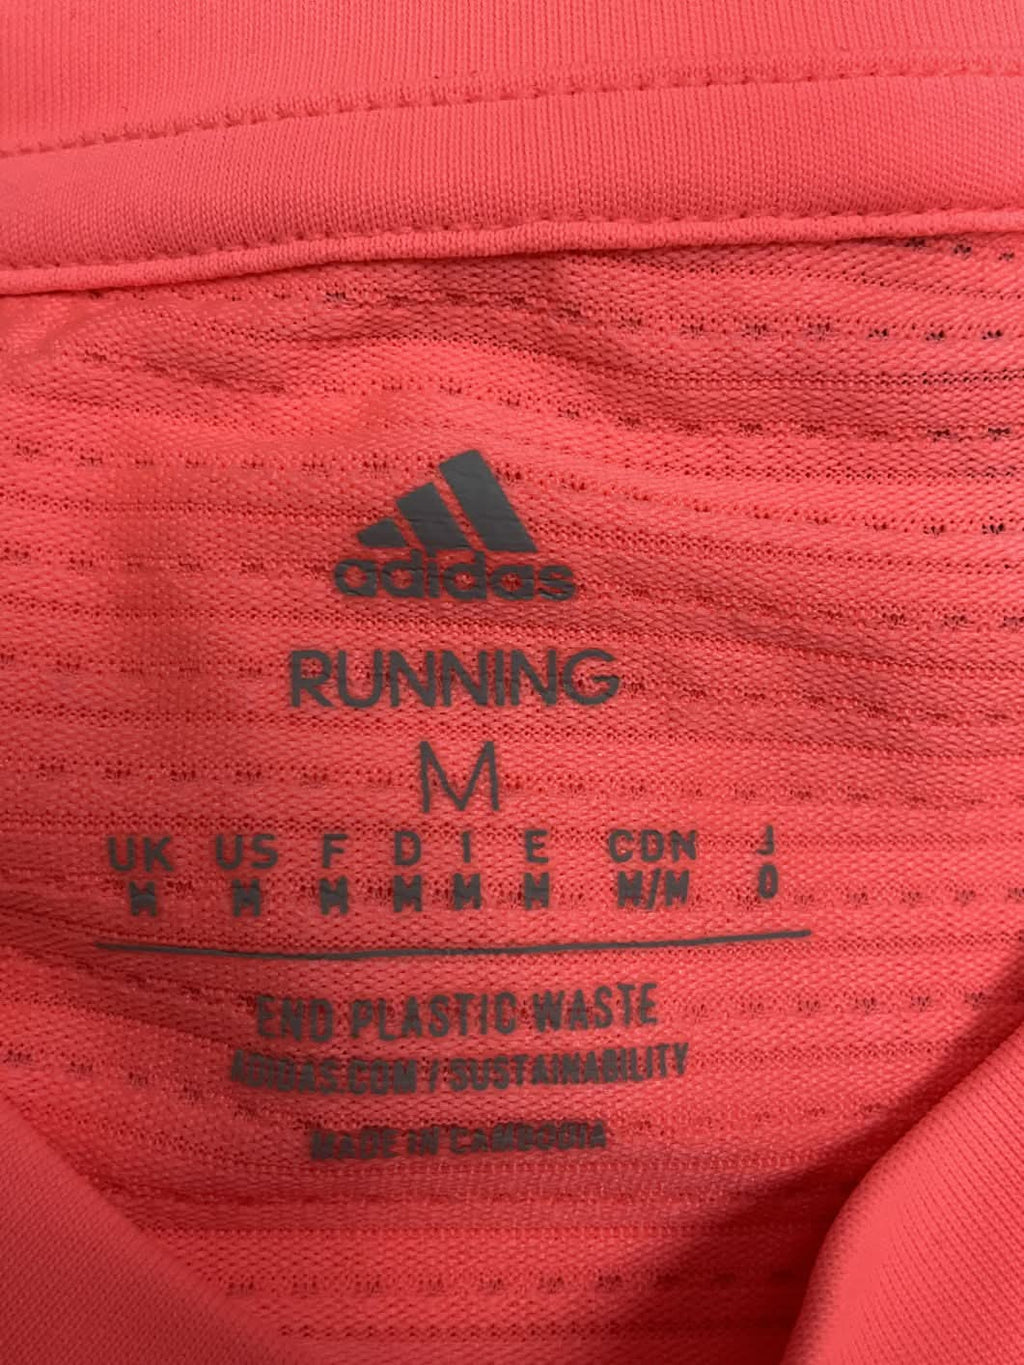 adidas
RUNNING
M
UK US F D I E CDN J
M M M M M M M/M O
END PLASTIC WASTE
ADIDAS.COM/SUSTAINABILITY
MADE IN CAMBODIA